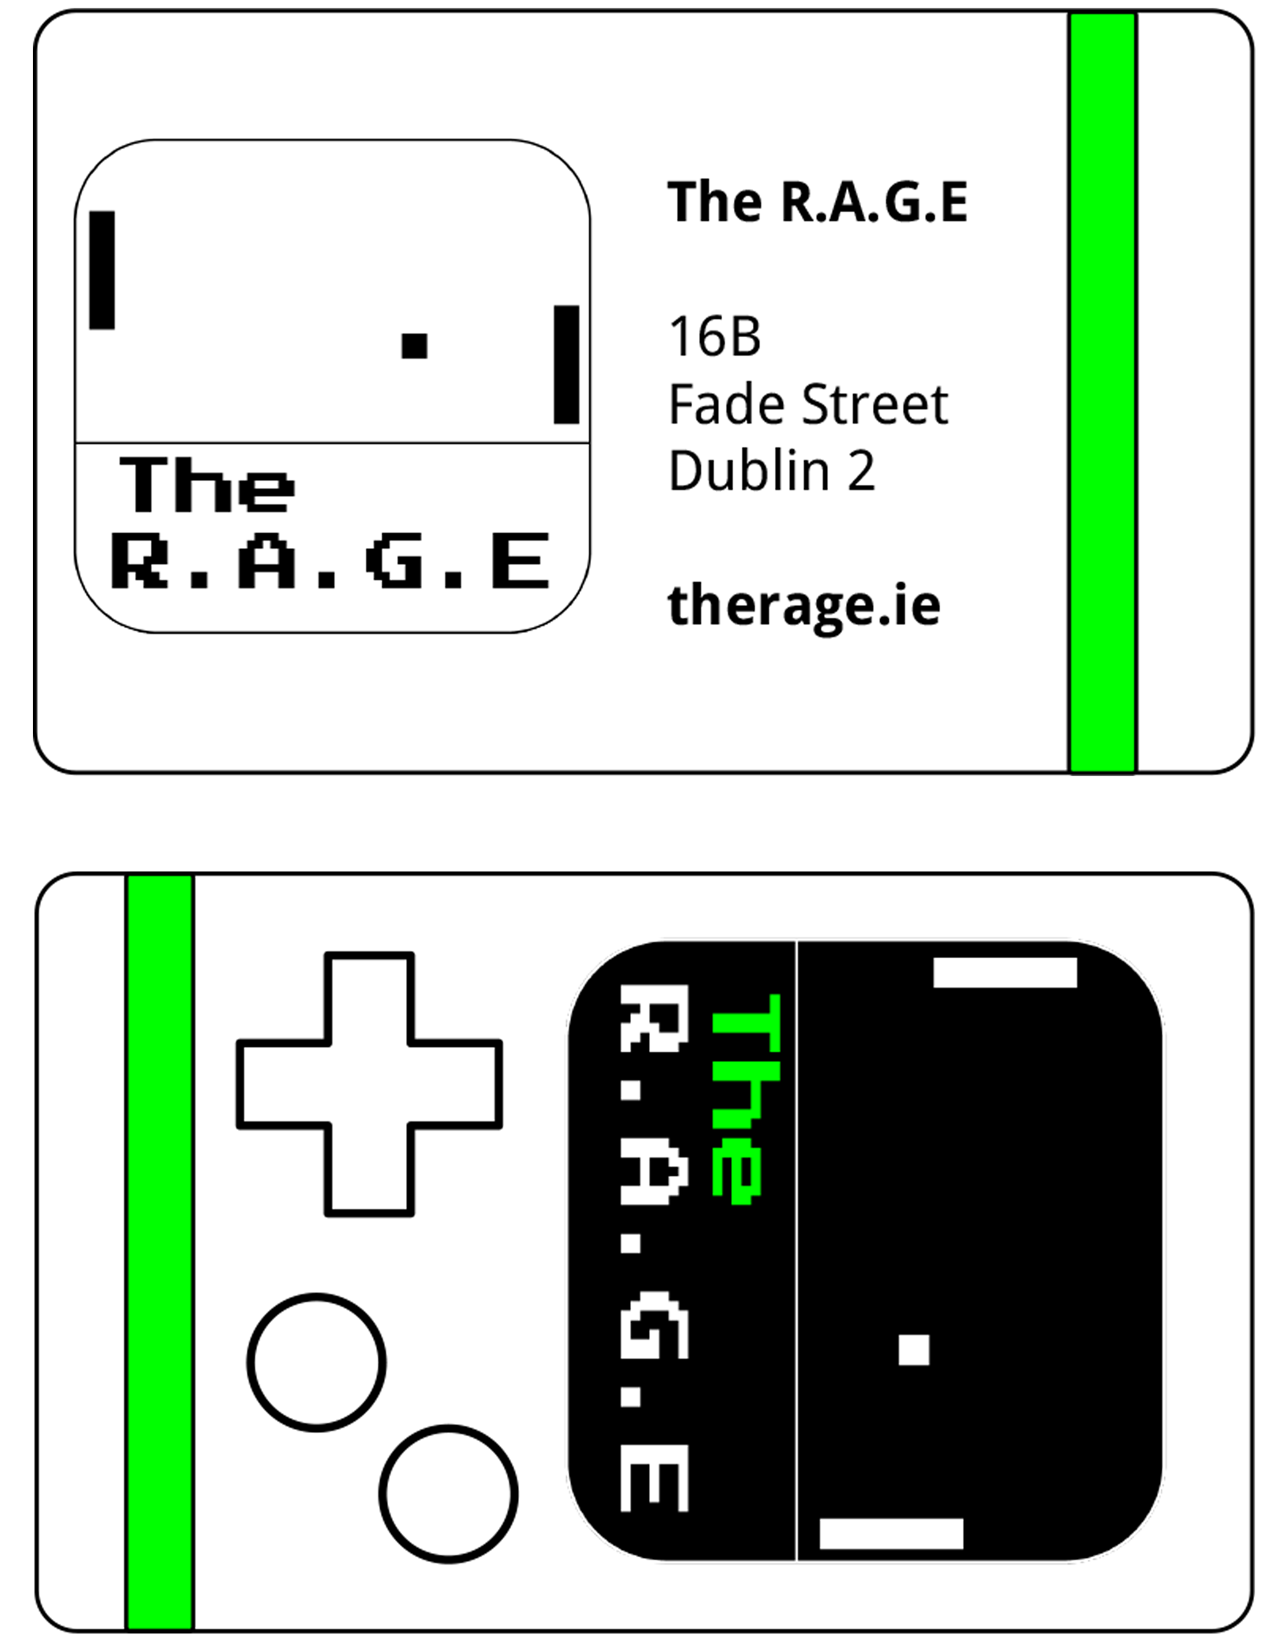 The
R.A.G.E
The R.A.G.E
16B
Fade Street
Dublin 2
therage.ie
The
R.A.G.E